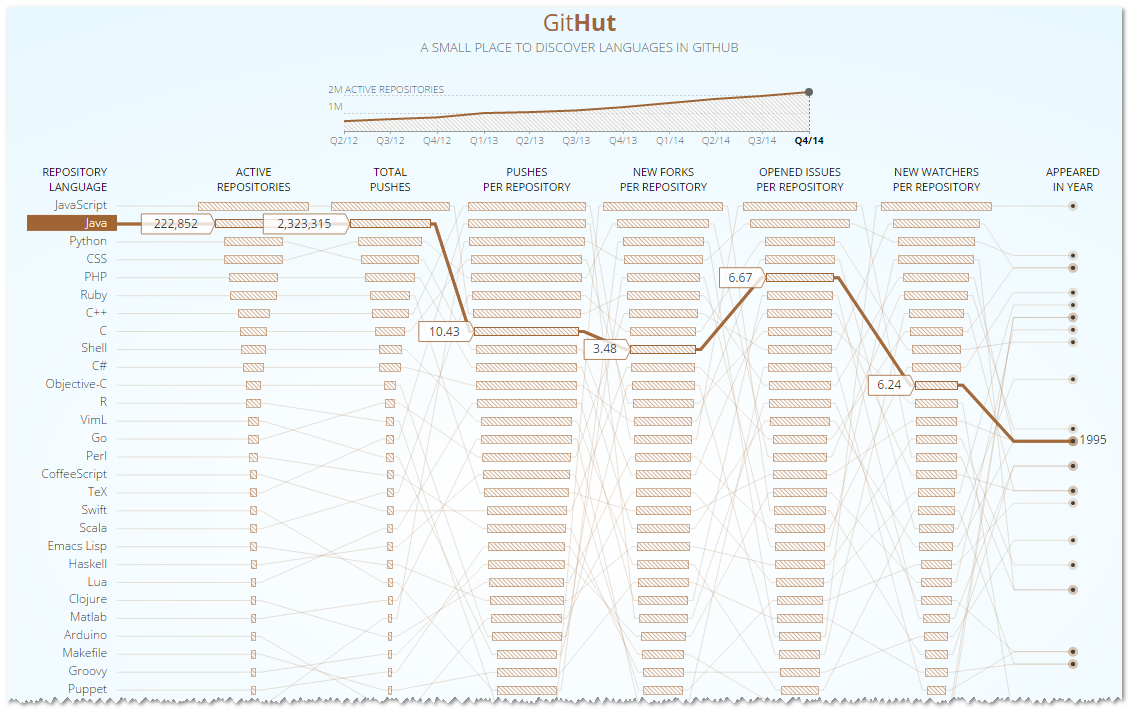 GitHut
A SMALL PLACE TO DISCOVER LANGUAGES IN GITHUB
2M ACTIVE REPOSITORIES
1M
Q2/12 Q3/12 Q4/12 Q1/13 Q2/13 Q3/13 Q4/13 Q1/14 Q2/14 Q3/14 Q4/14
REPOSITORY LANGUAGE
ACTIVE REPOSITORIES
TOTAL PUSHES
PUSHES PER REPOSITORY
NEW FORKS PER REPOSITORY
OPENED ISSUES PER REPOSITORY
NEW WATCHERS PER REPOSITORY
APPEARED IN YEAR
JavaScript
Java 222,852 2,323,315
Python
CSS
PHP 6.67
Ruby
C++
C 10.43
Shell 3.48
C#
Objective-C 6.24
R
VimL
Go 1995
Perl
CoffeeScript
TeX
Swift
Scala
Emacs Lisp
Haskell
Lua
Clojure
Matlab
Arduino
Makefile
Groovy
Puppet